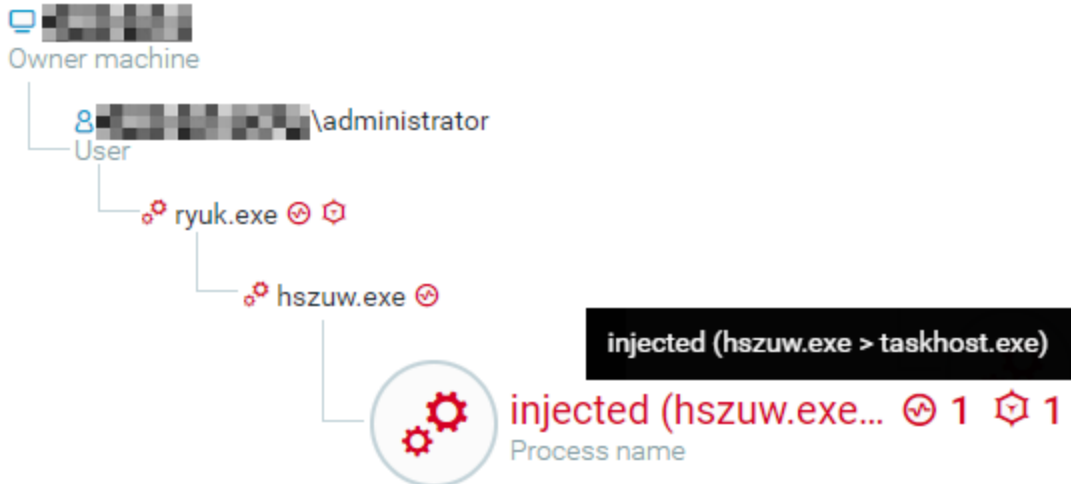 Owner machine
\administrator
User
ryuk.exe
hszuw.exe
injected (hszuw.exe > taskhost.exe)
injected (hszuw.exe... 1 1
Process name